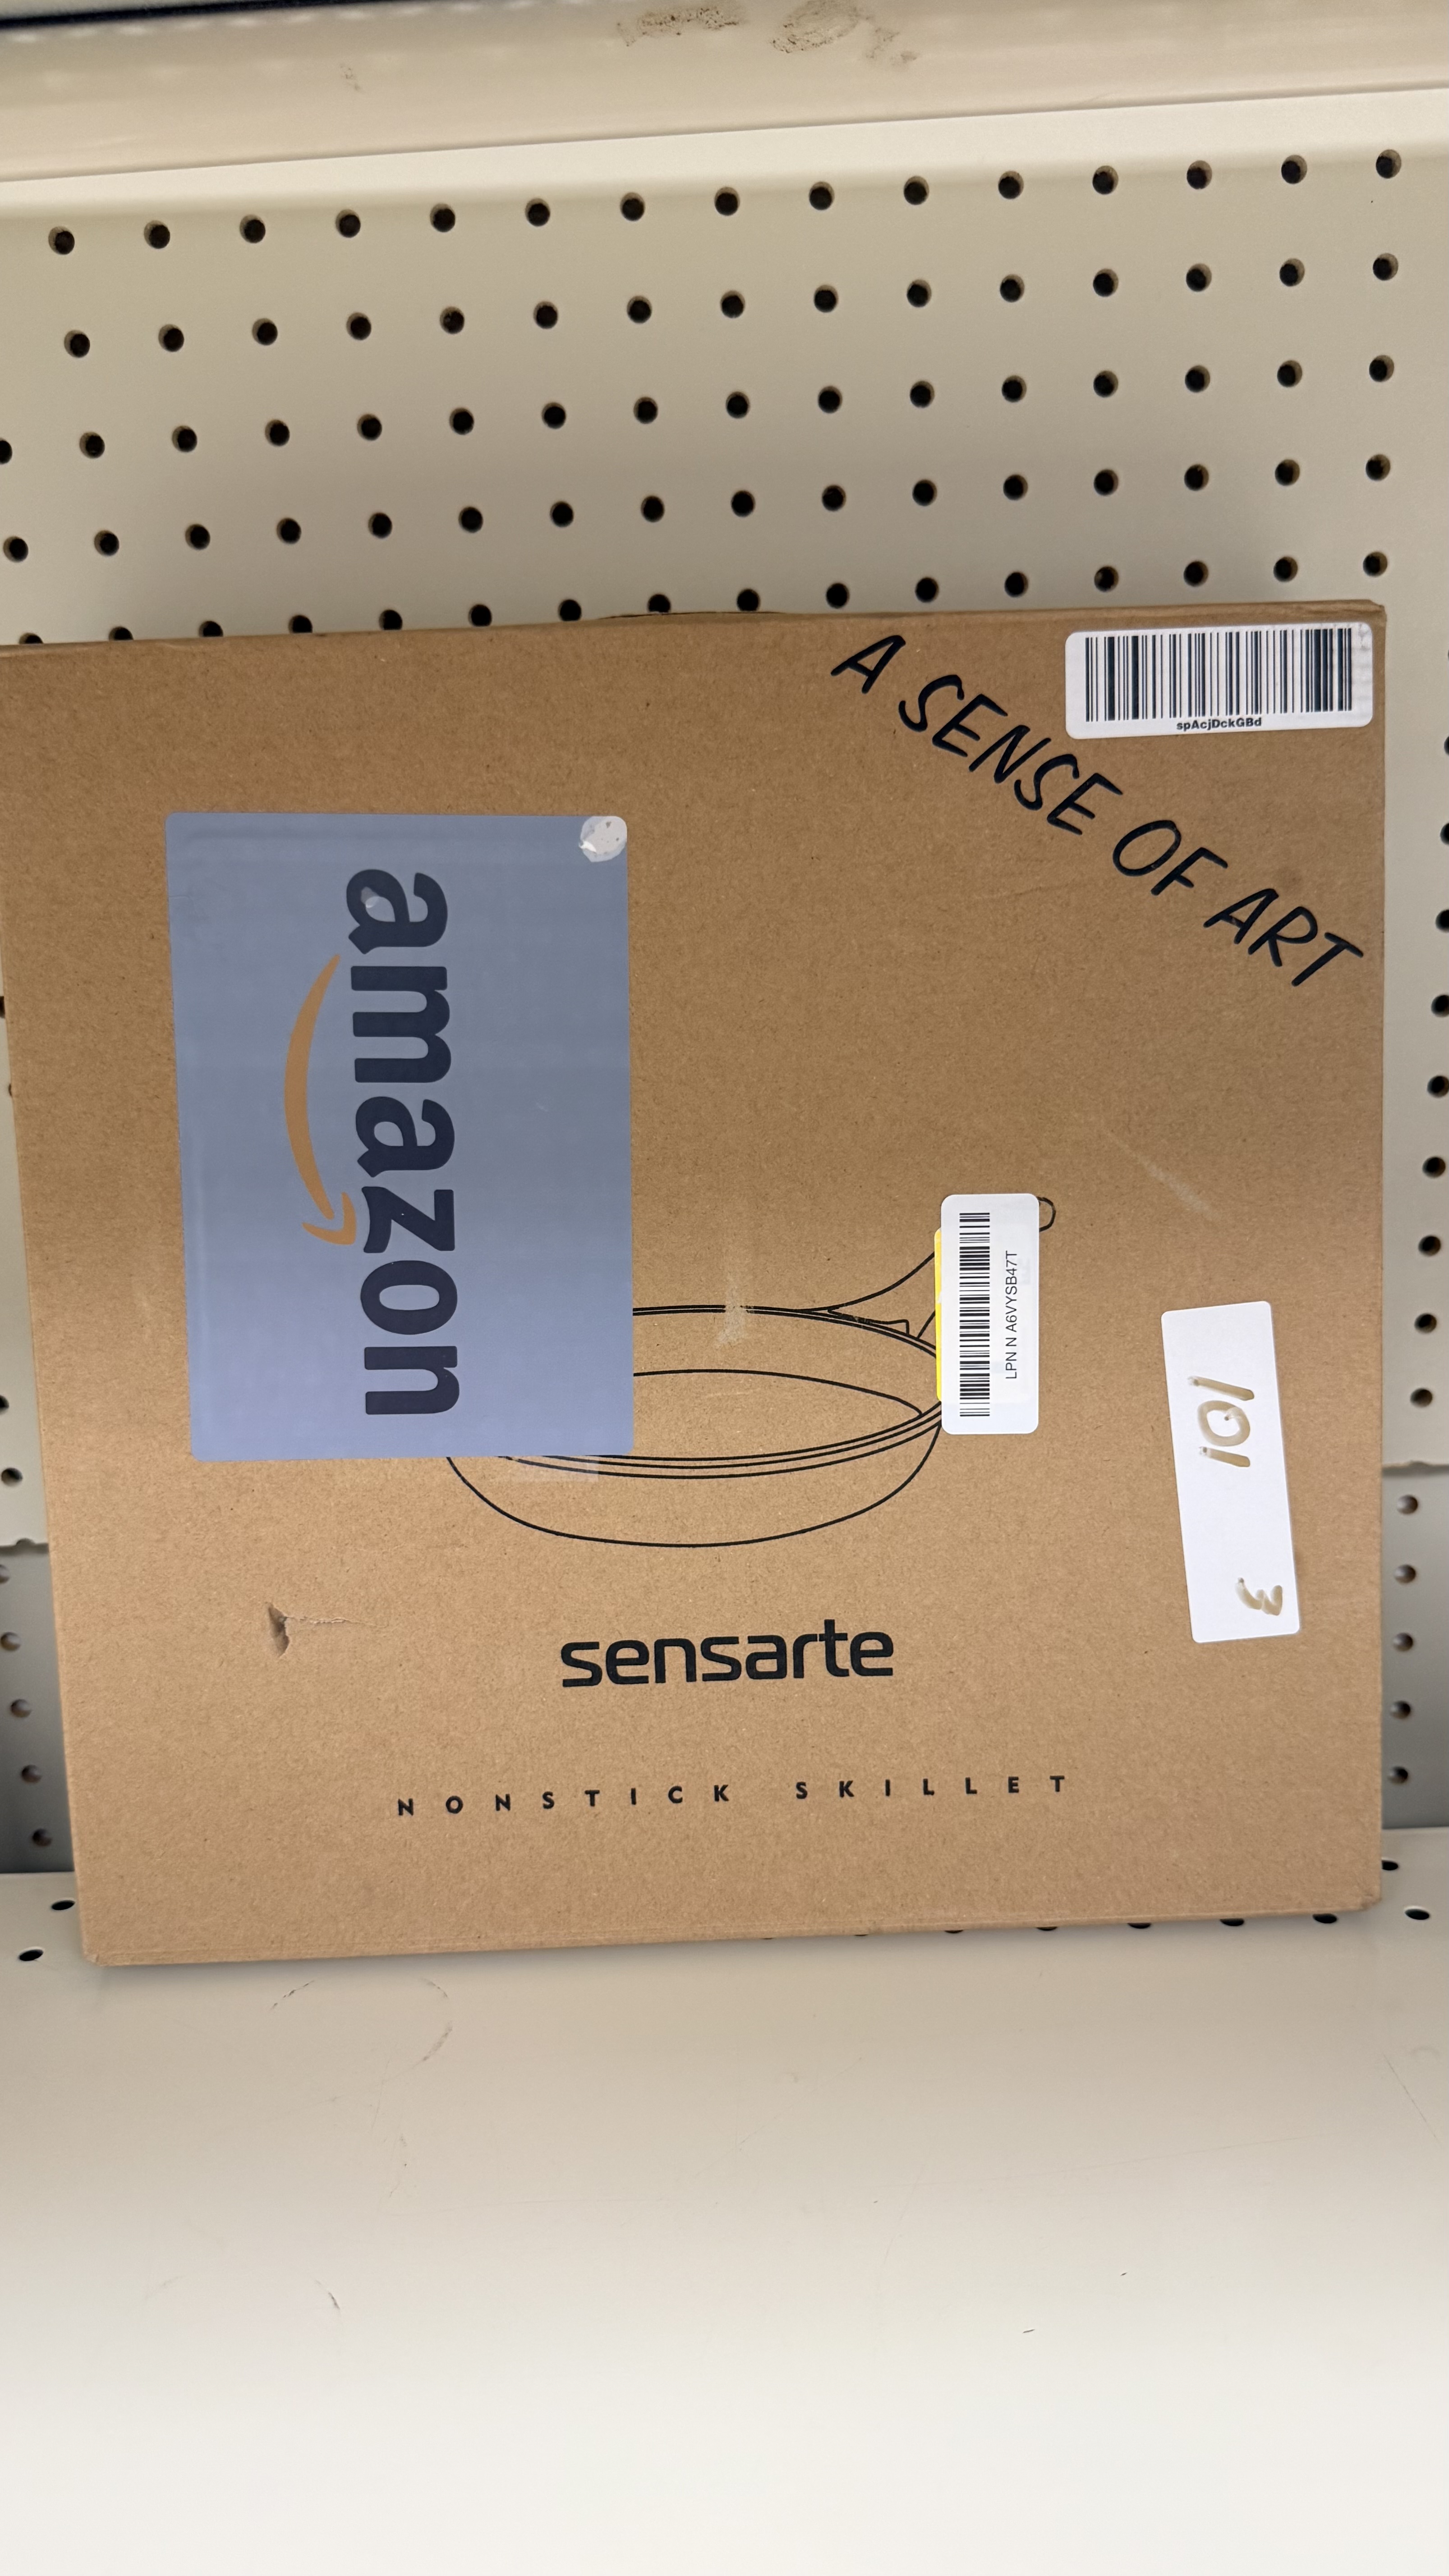 spAcjDckGBd
A SENSE OF ART
amazon
LPN N A6VYSB47T
101
3
sensarte
NONSTICK SKILLET